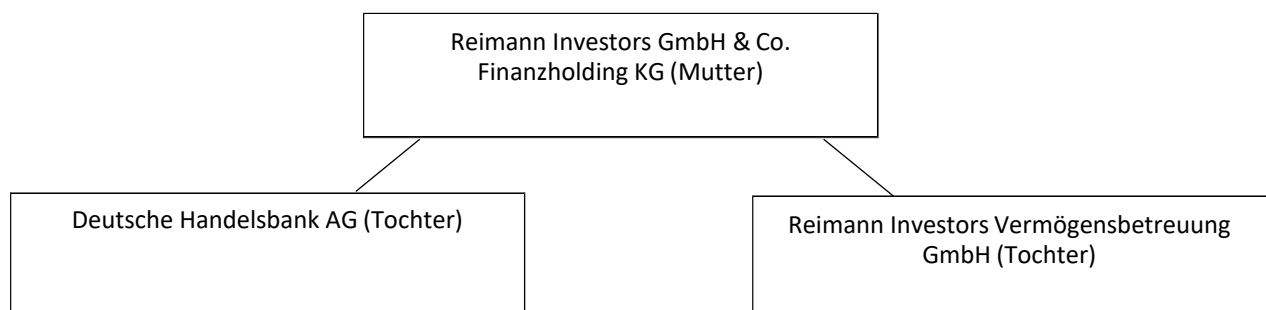 Reimann Investors GmbH & Co.
Finanzholding KG (Mutter)
Deutsche Handelsbank AG (Tochter)
Reimann Investors Vermögensbetreuung
GmbH (Tochter)